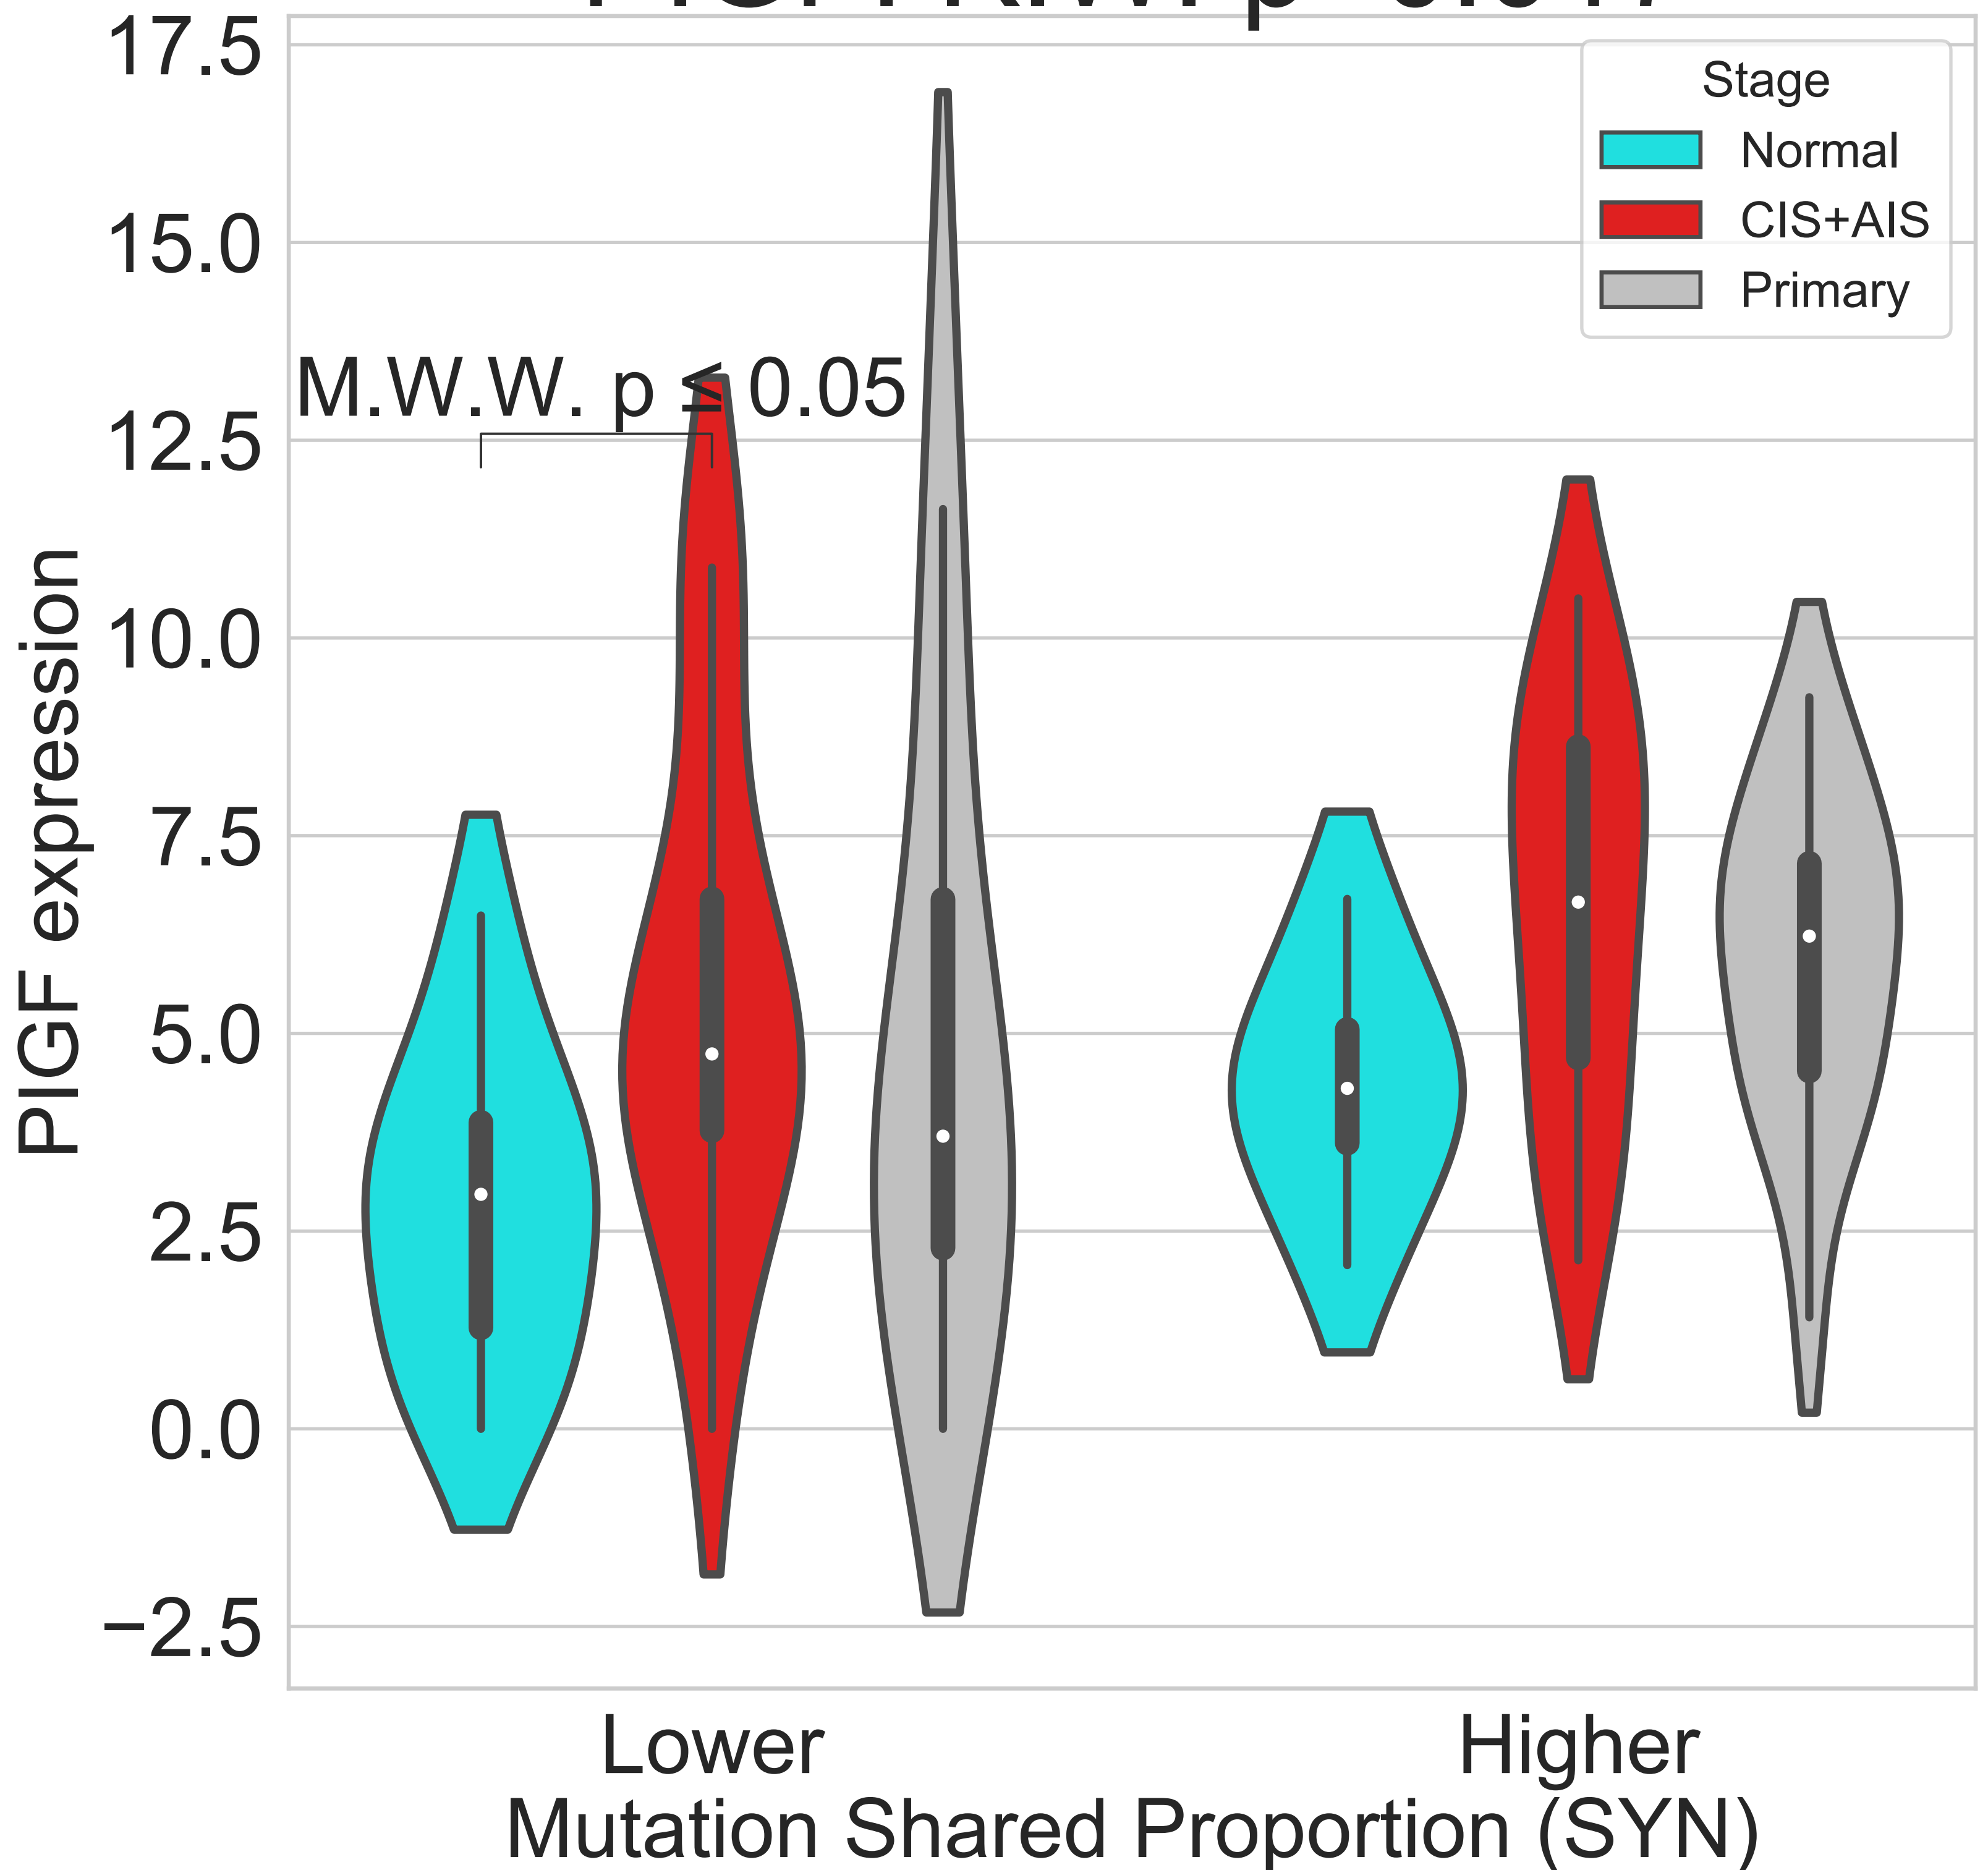 17.5
15.0
12.5
10.0
7.5
5.0
2.5
0.0
−2.5
PIGF expression
M.W.W. p ≤ 0.05
Stage
Normal
CIS+AIS
Primary
Lower
Higher
Mutation Shared Proportion (SYN)